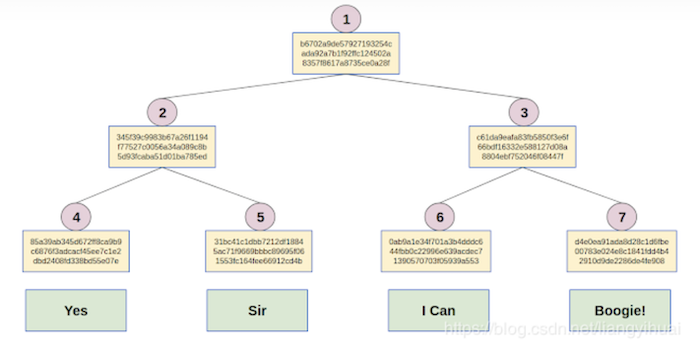 1
b6702a9de57927193254c
ada92a7b1f92ffc124502a
8357f8617a8735ce0a28f
2
3
345f39c9983b67a26f1194
f77527c0056a34a089c8b
5d93fcaba51d01ba785ed
c61da9eafa83fb5850f3e6f
66bdf16332e588127d08a
8804ebf752046f08447f
4
5
6
7
85a39ab345d672ff8ca9b9
c6876f3adcacf45ee7c1e2
dbd2408fd338bd55e07e
31bc41c1dbb7212df1884
5ac71f9669bbbc89695f06
1553fc164fee66912cd4b
0ab9a1e34f701a3b4dddc6
44fbb0c22996e639acdec7
1390570703f05939a553
d4e0ea91ada8d28c1d6fbe
00783e024e8c1841fdd4b4
2910d9de2286de4fe908
Yes
Sir
I Can
Boogie!
https://blog.csdn.net/liangyihuai